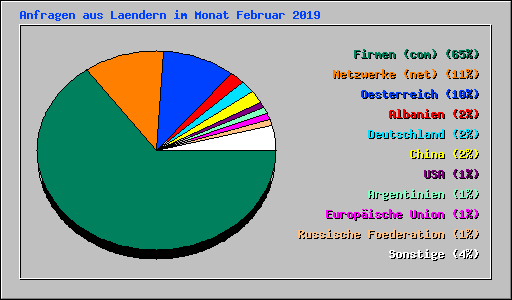 Anfragen aus Laendern im Monat Februar 2019
Firmen (com) (65%)
Netzwerke (net) (11%)
Oesterreich (10%)
Albanien (2%)
Deutschland (2%)
China (2%)
USA (1%)
Argentinien (1%)
Europäische Union (1%)
Russische Foederation (1%)
Sonstige (4%)